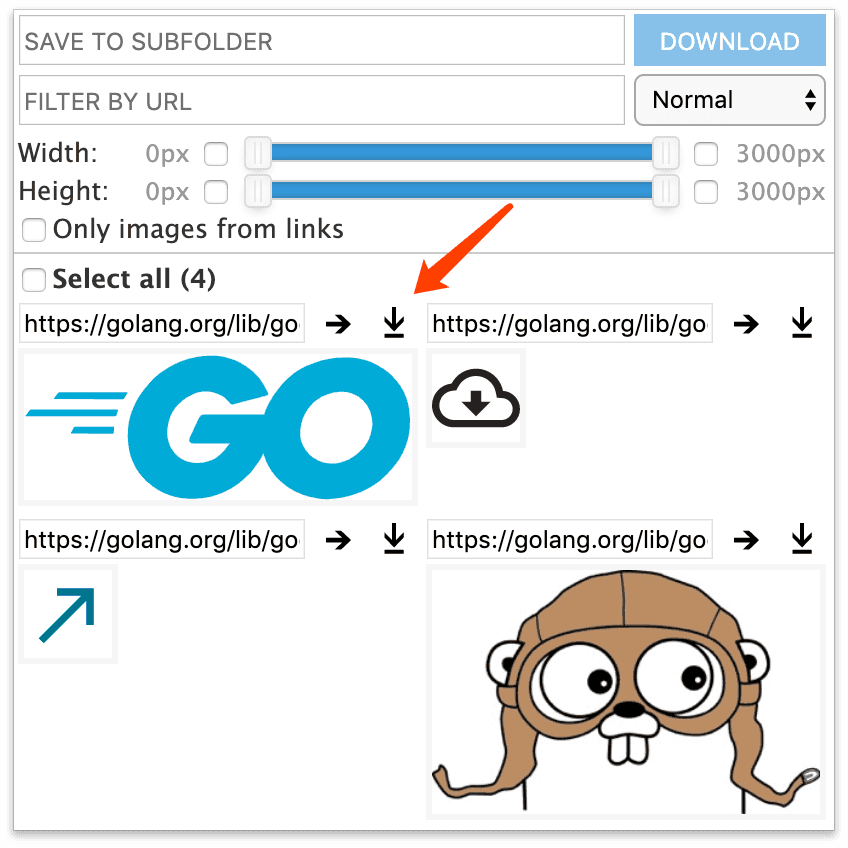 SAVE TO SUBFOLDER DOWNLOAD
FILTER BY URL Normal
Width: 0px 3000px
Height: 0px 3000px
Only images from links
Select all (4)
https://golang.org/lib/go https://golang.org/lib/go
GO
https://golang.org/lib/go https://golang.org/lib/go